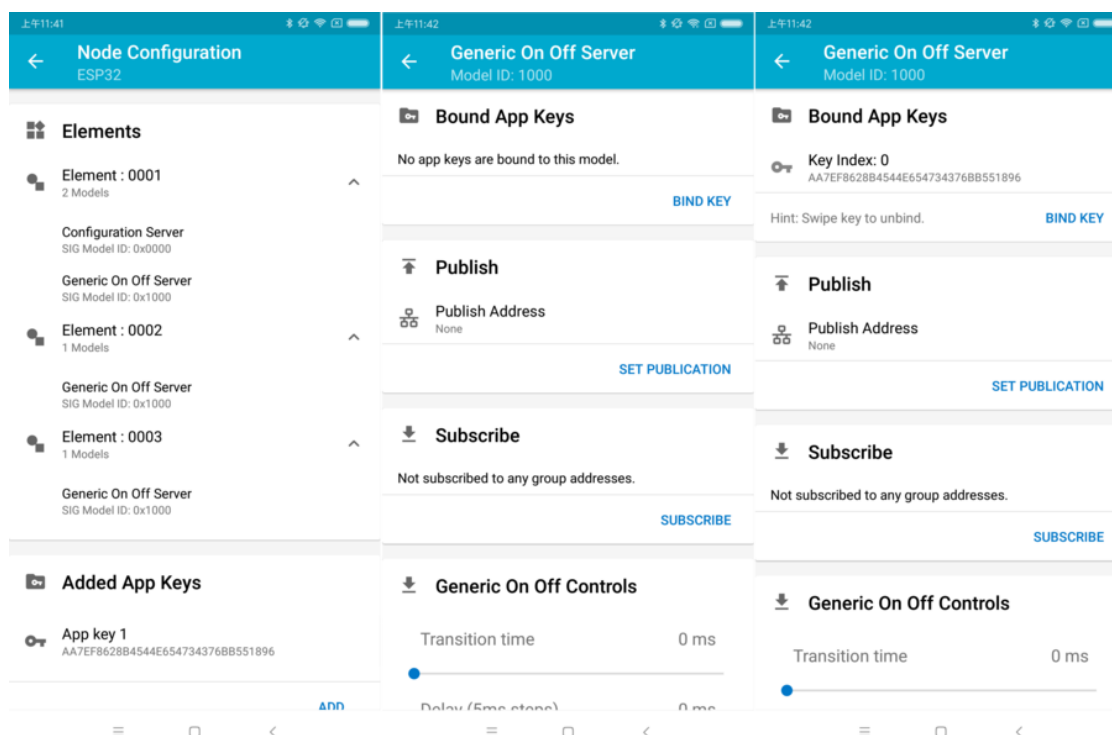 上午11:41
Node Configuration
ESP32
Elements
Element : 0001
2 Models
Configuration Server
SIG Model ID: 0x0000
Generic On Off Server
SIG Model ID: 0x1000
Element : 0002
1 Models
Generic On Off Server
SIG Model ID: 0x1000
Element : 0003
1 Models
Generic On Off Server
SIG Model ID: 0x1000
Added App Keys
App key 1
AA7EF8628B4544E654734376BB551896
ADD
上午11:42
Generic On Off Server
Model ID: 1000
Bound App Keys
No app keys are bound to this model.
BIND KEY
Publish
Publish Address
None
SET PUBLICATION
Subscribe
Not subscribed to any group addresses.
SUBSCRIBE
Generic On Off Controls
Transition time 0 ms
Delay (5ms steps) 0 ms
上午11:42
Generic On Off Server
Model ID: 1000
Bound App Keys
Key Index: 0
AA7EF8628B4544E654734376BB551896
Hint: Swipe key to unbind. BIND KEY
Publish
Publish Address
None
SET PUBLICATION
Subscribe
Not subscribed to any group addresses.
SUBSCRIBE
Generic On Off Controls
Transition time 0 ms